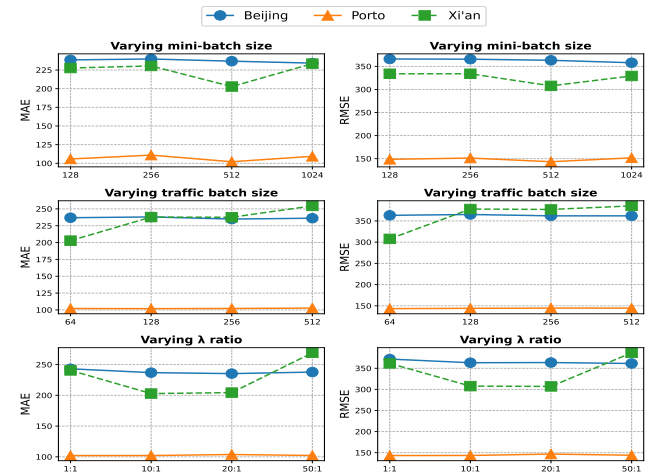 Beijing Porto Xi'an
Varying mini-batch size
MAE
225
200
175
150
125
100
128 256 512 1024
Varying mini-batch size
RMSE
350
300
250
200
150
128 256 512 1024
Varying traffic batch size
MAE
250
225
200
175
150
125
100
64 128 256 512
Varying traffic batch size
RMSE
350
300
250
200
150
64 128 256 512
Varying λ ratio
MAE
250
200
150
100
1:1 10:1 20:1 50:1
Varying λ ratio
RMSE
350
300
250
200
150
1:1 10:1 20:1 50:1